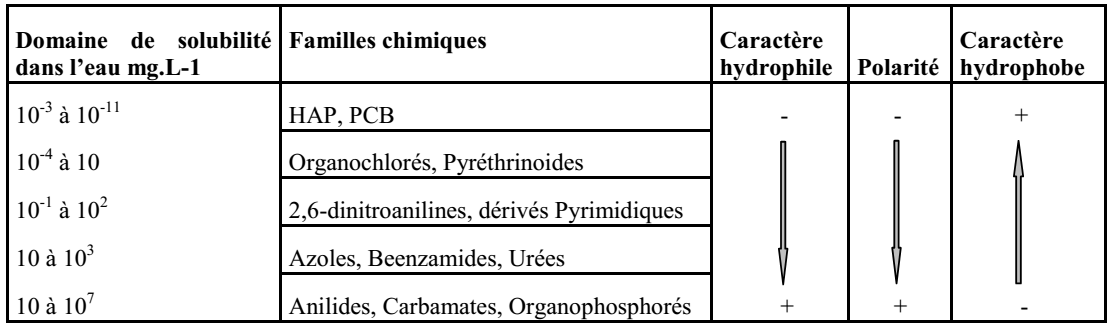 Domaine de solubilité Familles chimiques Caractère Caractère
dans l'eau mg.L-1 hydrophile Polarité hydrophobe
10-3 à 10-11 HAP, PCB - - +
10-4 à 10 Organochlorés, Pyréthrinoides
10-1 à 102 2,6-dinitroanilines, dérivés Pyrimidiques
10 à 103 Azoles, Beenzamides, Urées
10 à 107 Anilides, Carbamates, Organophosphorés + + -